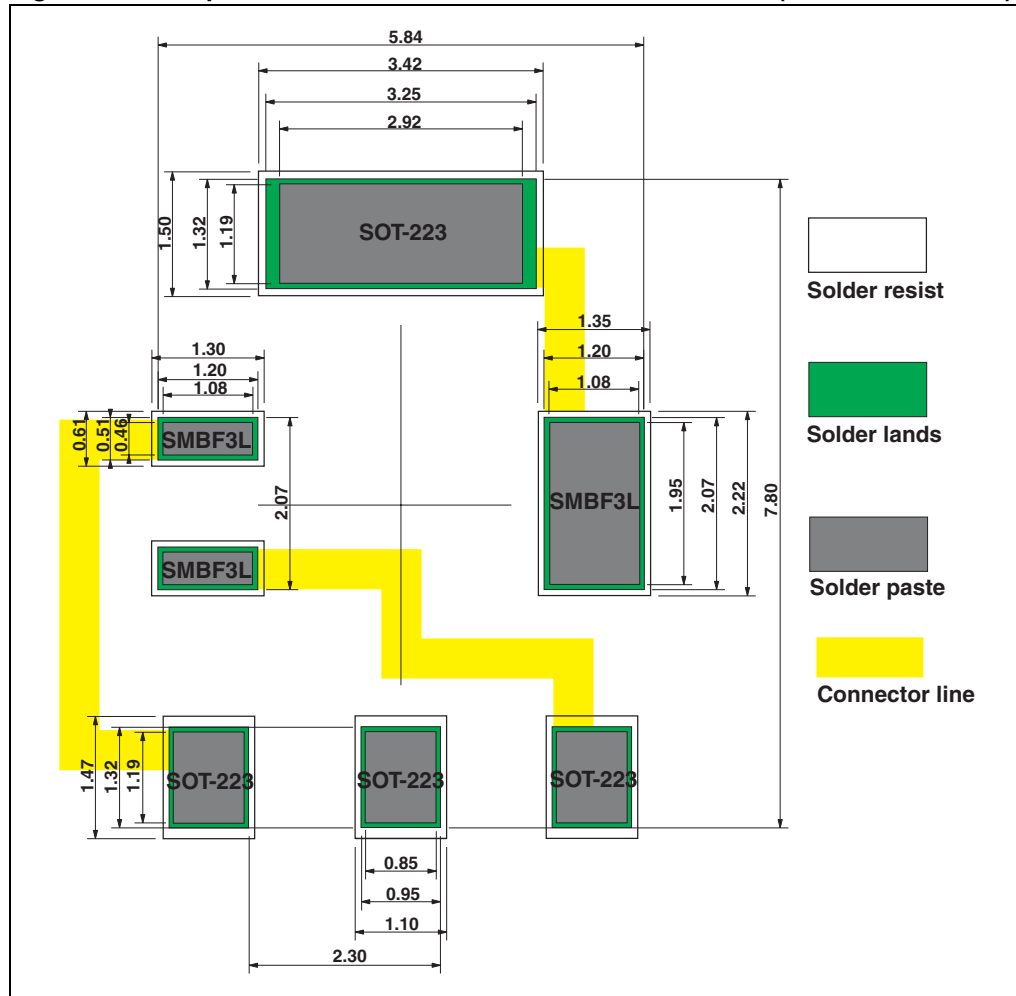 5.84
3.42
3.25
2.92
1.50
1.32
1.19
SOT-223
Solder resist
1.35
1.30
1.20
1.20
1.08
1.08
0.61
0.51
0.46
SMBF3L
Solder lands
2.07
SMBF3L
1.95
2.07
2.22
7.80
SMBF3L
Solder paste
Connector line
1.47
1.32
1.19
SOT-223
SOT-223
SOT-223
0.85
0.95
1.10
2.30